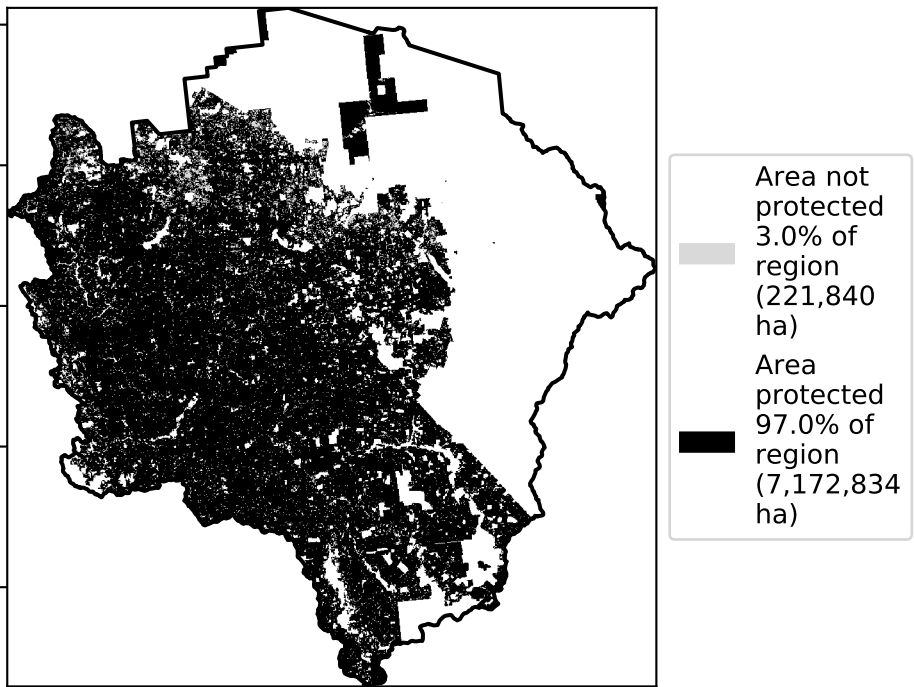 Area not
protected
3.0% of
region
(221,840
ha)
Area
protected
97.0% of
region
(7,172,834
ha)